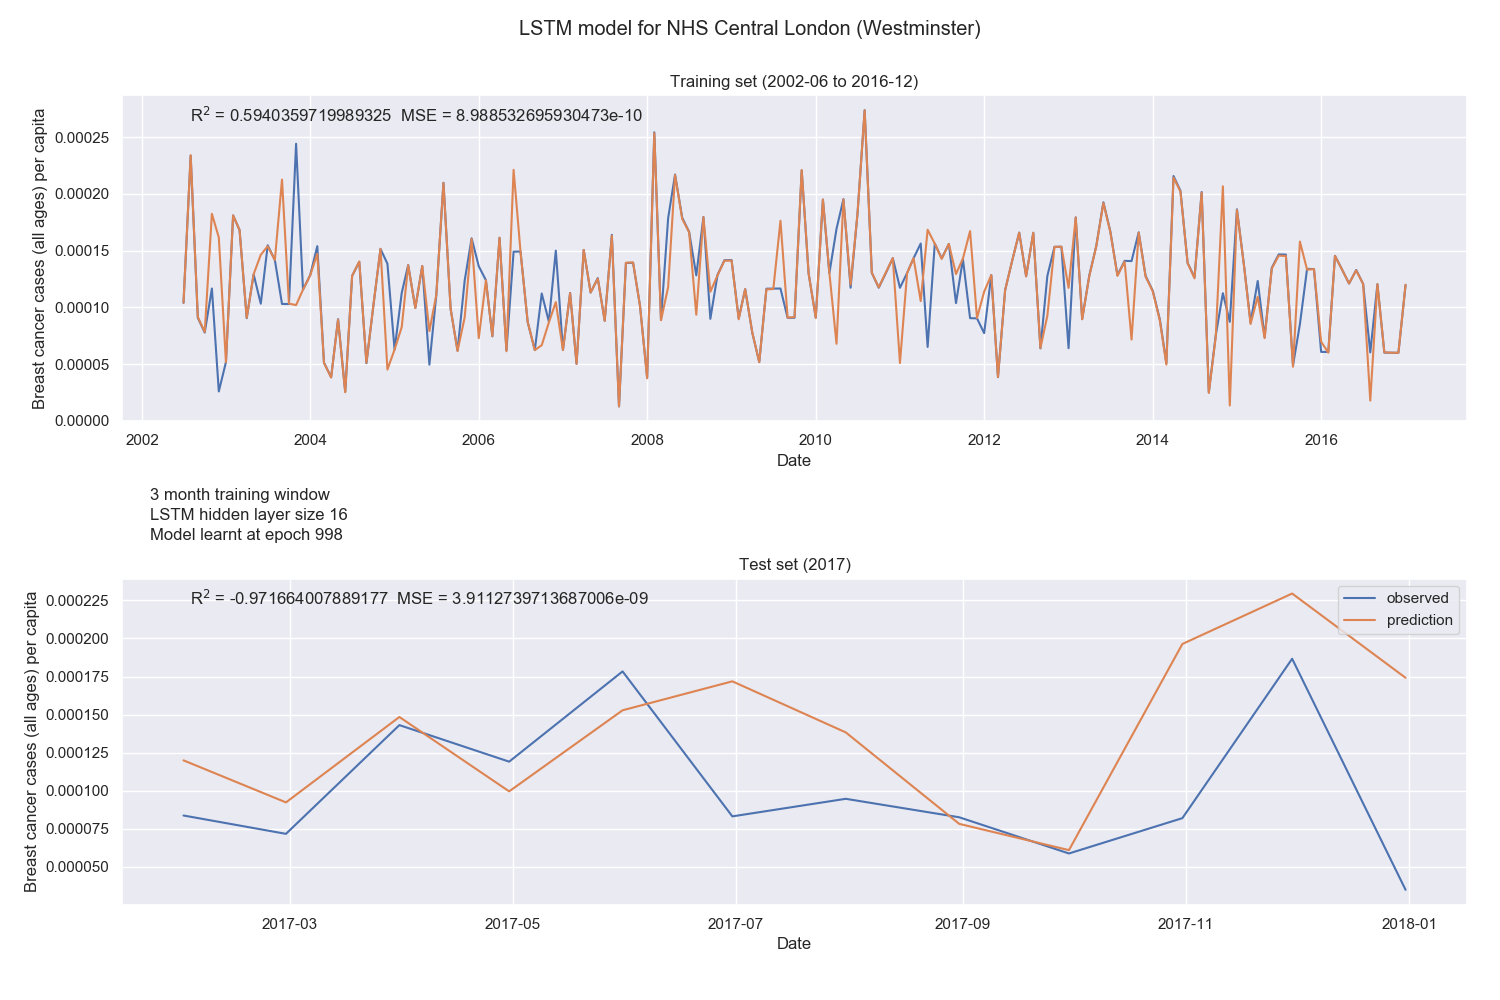 LSTM model for NHS Central London (Westminster)
Training set (2002-06 to 2016-12)
R² = 0.5940359719989325 MSE = 8.988532695930473e-10
Breast cancer cases (all ages) per capita
0.00025
0.00020
0.00015
0.00010
0.00005
0.00000
2002 2004 2006 2008 2010 2012 2014 2016
Date
3 month training window
LSTM hidden layer size 16
Model learnt at epoch 998
Test set (2017)
R² = -0.971664007889177 MSE = 3.9112739713687006e-09
observed
prediction
Breast cancer cases (all ages) per capita
0.000225
0.000200
0.000175
0.000150
0.000125
0.000100
0.000075
0.000050
2017-03 2017-05 2017-07 2017-09 2017-11 2018-01
Date